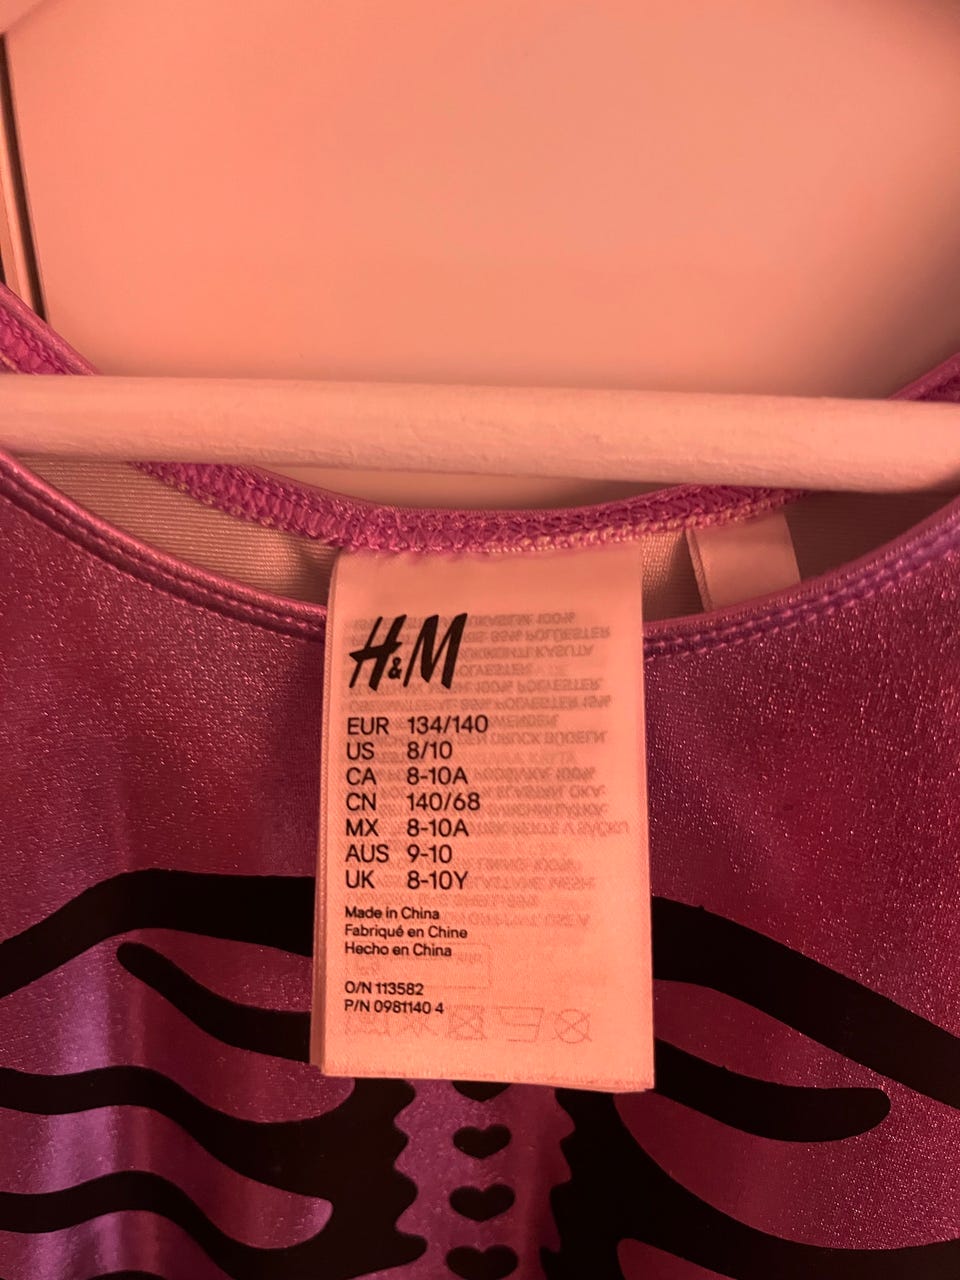 H&M
EUR 134/140
US 8/10
CA 8-10A
CN 140/68
MX 8-10A
AUS 9-10
UK 8-10Y
Made in China
Fabriqué en Chine
Hecho en China
O/N 113582
P/N 0981140 4